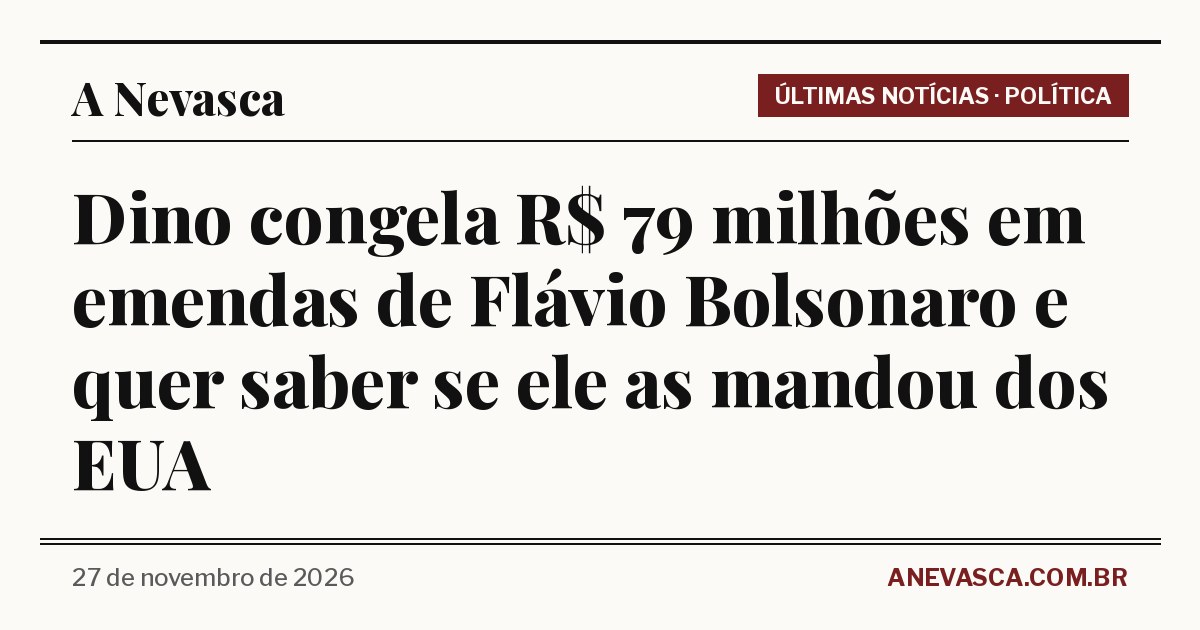 A Nevasca
ÚLTIMAS NOTÍCIAS · POLÍTICA
Dino congela R$ 79 milhões em
emendas de Flávio Bolsonaro e
quer saber se ele as mandou dos
EUA
27 de novembro de 2026
ANEVASCA.COM.BR